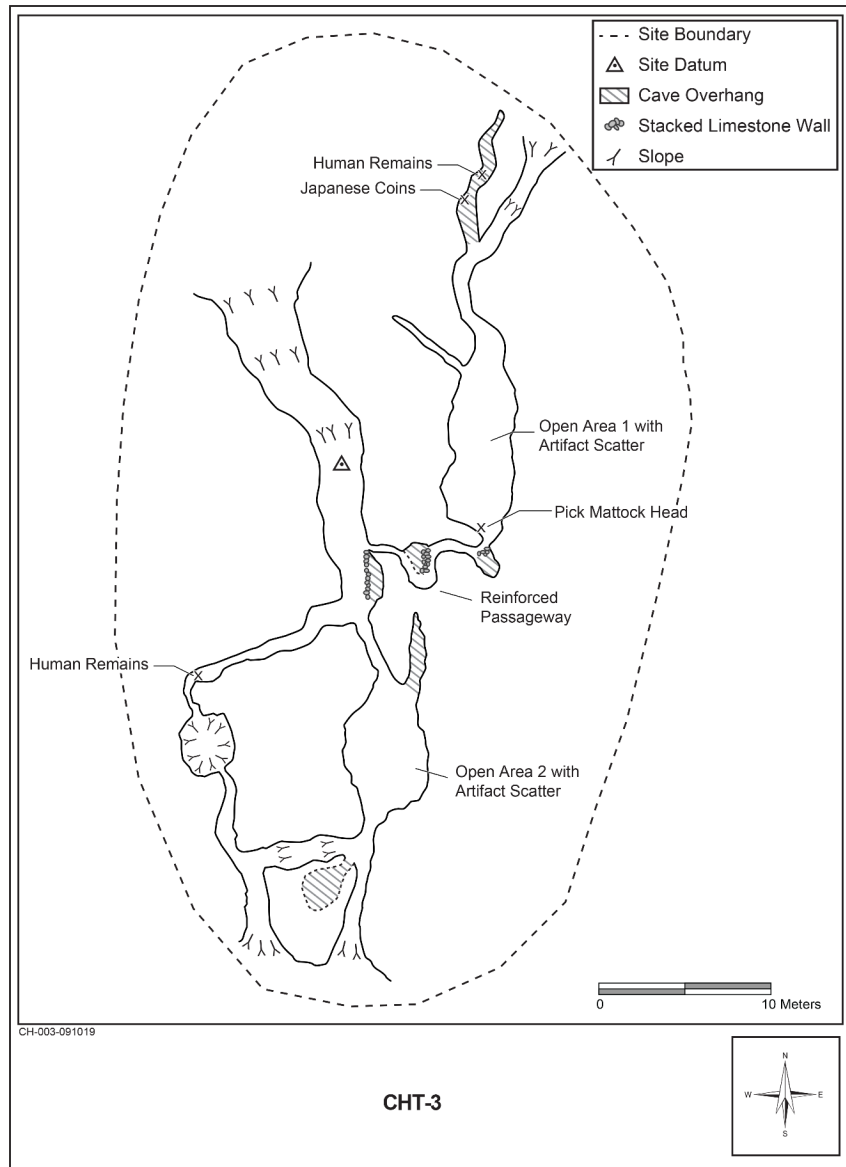 Site Boundary
Site Datum
Cave Overhang
Stacked Limestone Wall
Slope
Human Remains
Japanese Coins
Open Area 1 with
Artifact Scatter
Pick Mattock Head
Reinforced
Passageway
Human Remains
Open Area 2 with
Artifact Scatter
0 10 Meters
CH-003-091019
CHT-3
N
W E
S